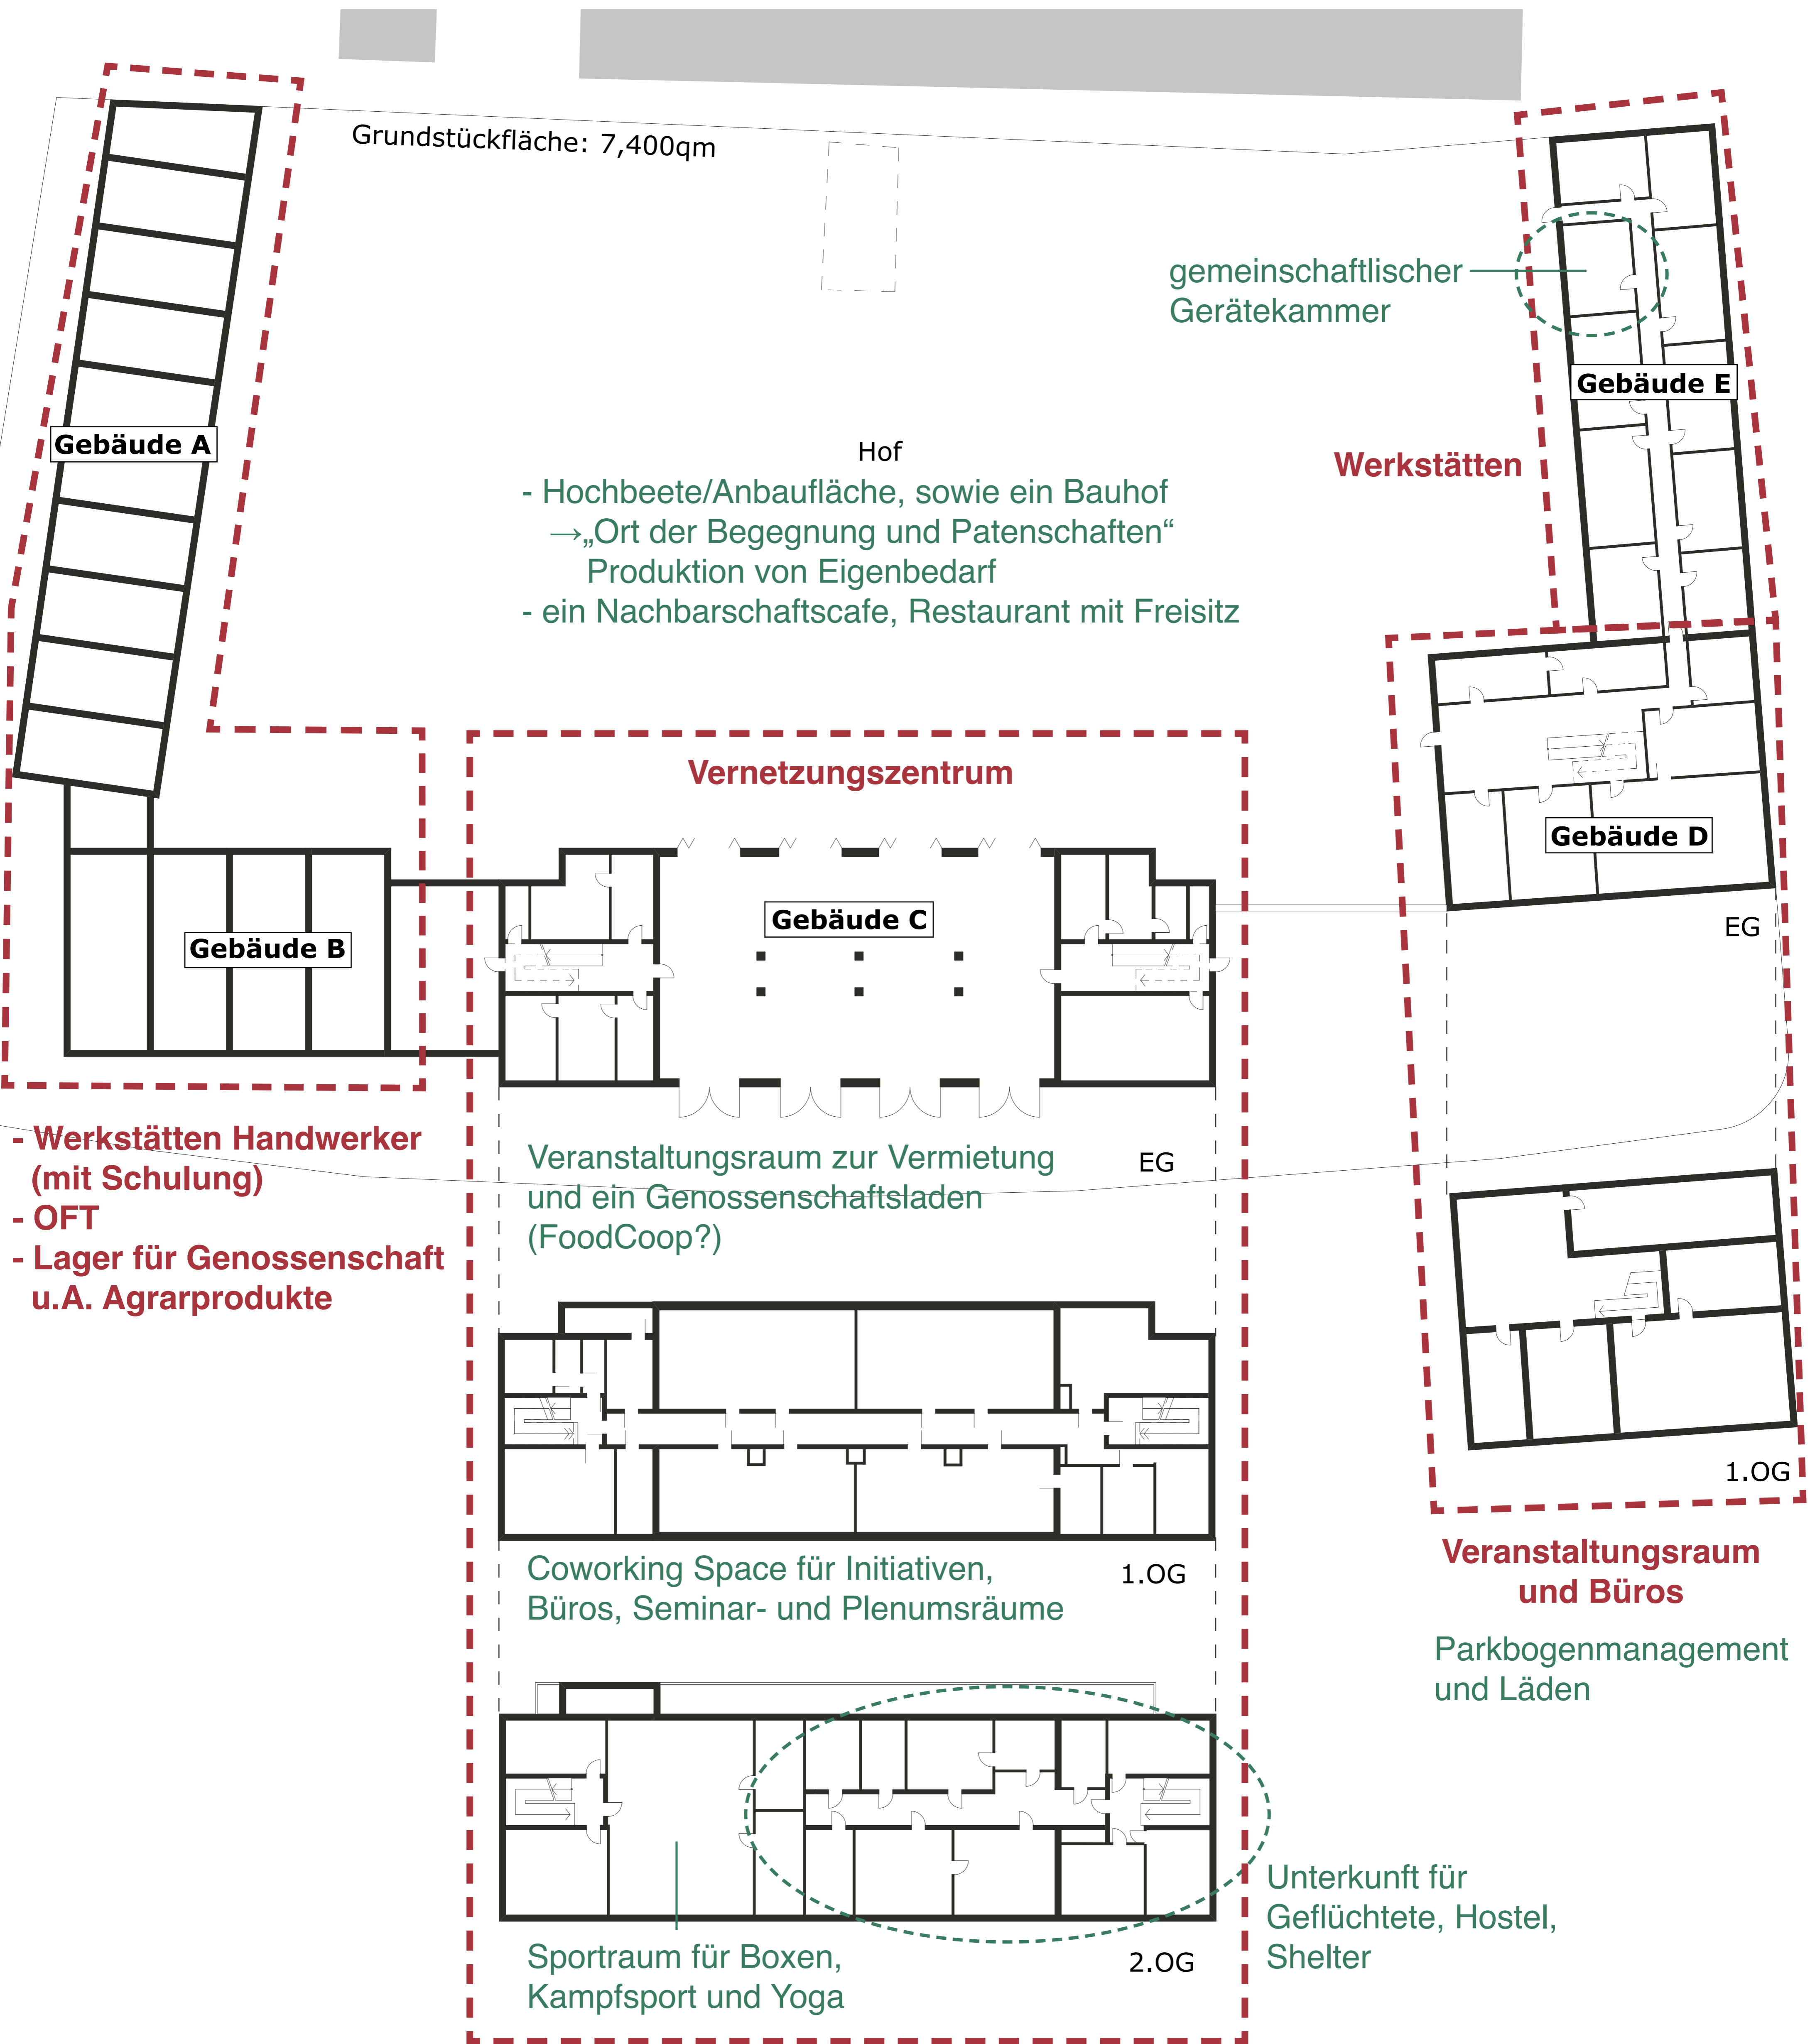 Grundstückfläche: 7,400qm
gemeinschaftlischer
Gerätekammer
Gebäude E
Gebäude A
Hof
Werkstätten
- Hochbeete/Anbaufläche, sowie ein Bauhof
→„Ort der Begegnung und Patenschaften“
Produktion von Eigenbedarf
- ein Nachbarschaftscafe, Restaurant mit Freisitz
Vernetzungszentrum
Gebäude D
Gebäude C
Gebäude B
EG
- Werkstätten Handwerker
(mit Schulung)
- OFT
- Lager für Genossenschaft
u.A. Agrarprodukte
Veranstaltungsraum zur Vermietung
und ein Genossenschaftsladen
(FoodCoop?)
EG
1.OG
Veranstaltungsraum
und Büros
Parkbogenmanagement
und Läden
Coworking Space für Initiativen,
Büros, Seminar- und Plenumsräume
1.OG
Unterkunft für
Geflüchtete, Hostel,
Shelter
Sportraum für Boxen,
Kampfsport und Yoga
2.OG